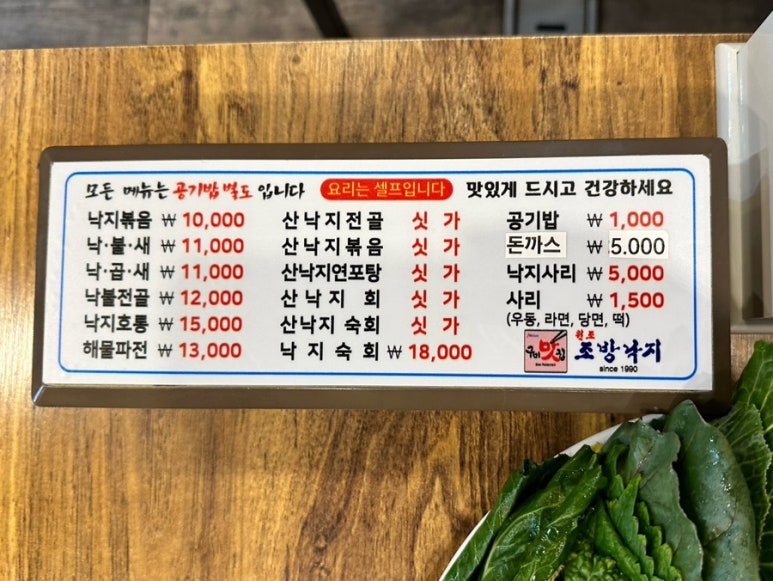 모든 메뉴는 공기밥 별도 입니다 요리는 셀프입니다 맛있게 드시고 건강하세요
낙지볶음 ₩ 10,000
낙·불·새 ₩ 11,000
낙·곱·새 ₩ 11,000
낙불전골 ₩ 12,000
낙지호롱 ₩ 15,000
해물파전 ₩ 13,000
산낙지전골 싯가
산낙지볶음 싯가
산낙지연포탕 싯가
산낙지 회 싯가
산낙지 숙회 싯가
낙지숙회 ₩ 18,000
공기밥 ₩ 1,000
돈까스 ₩ 5.000
낙지사리 ₩ 5,000
사리 ₩ 1,500
(우동, 라면, 당면, 떡)
원조
조방낙지
since 1990